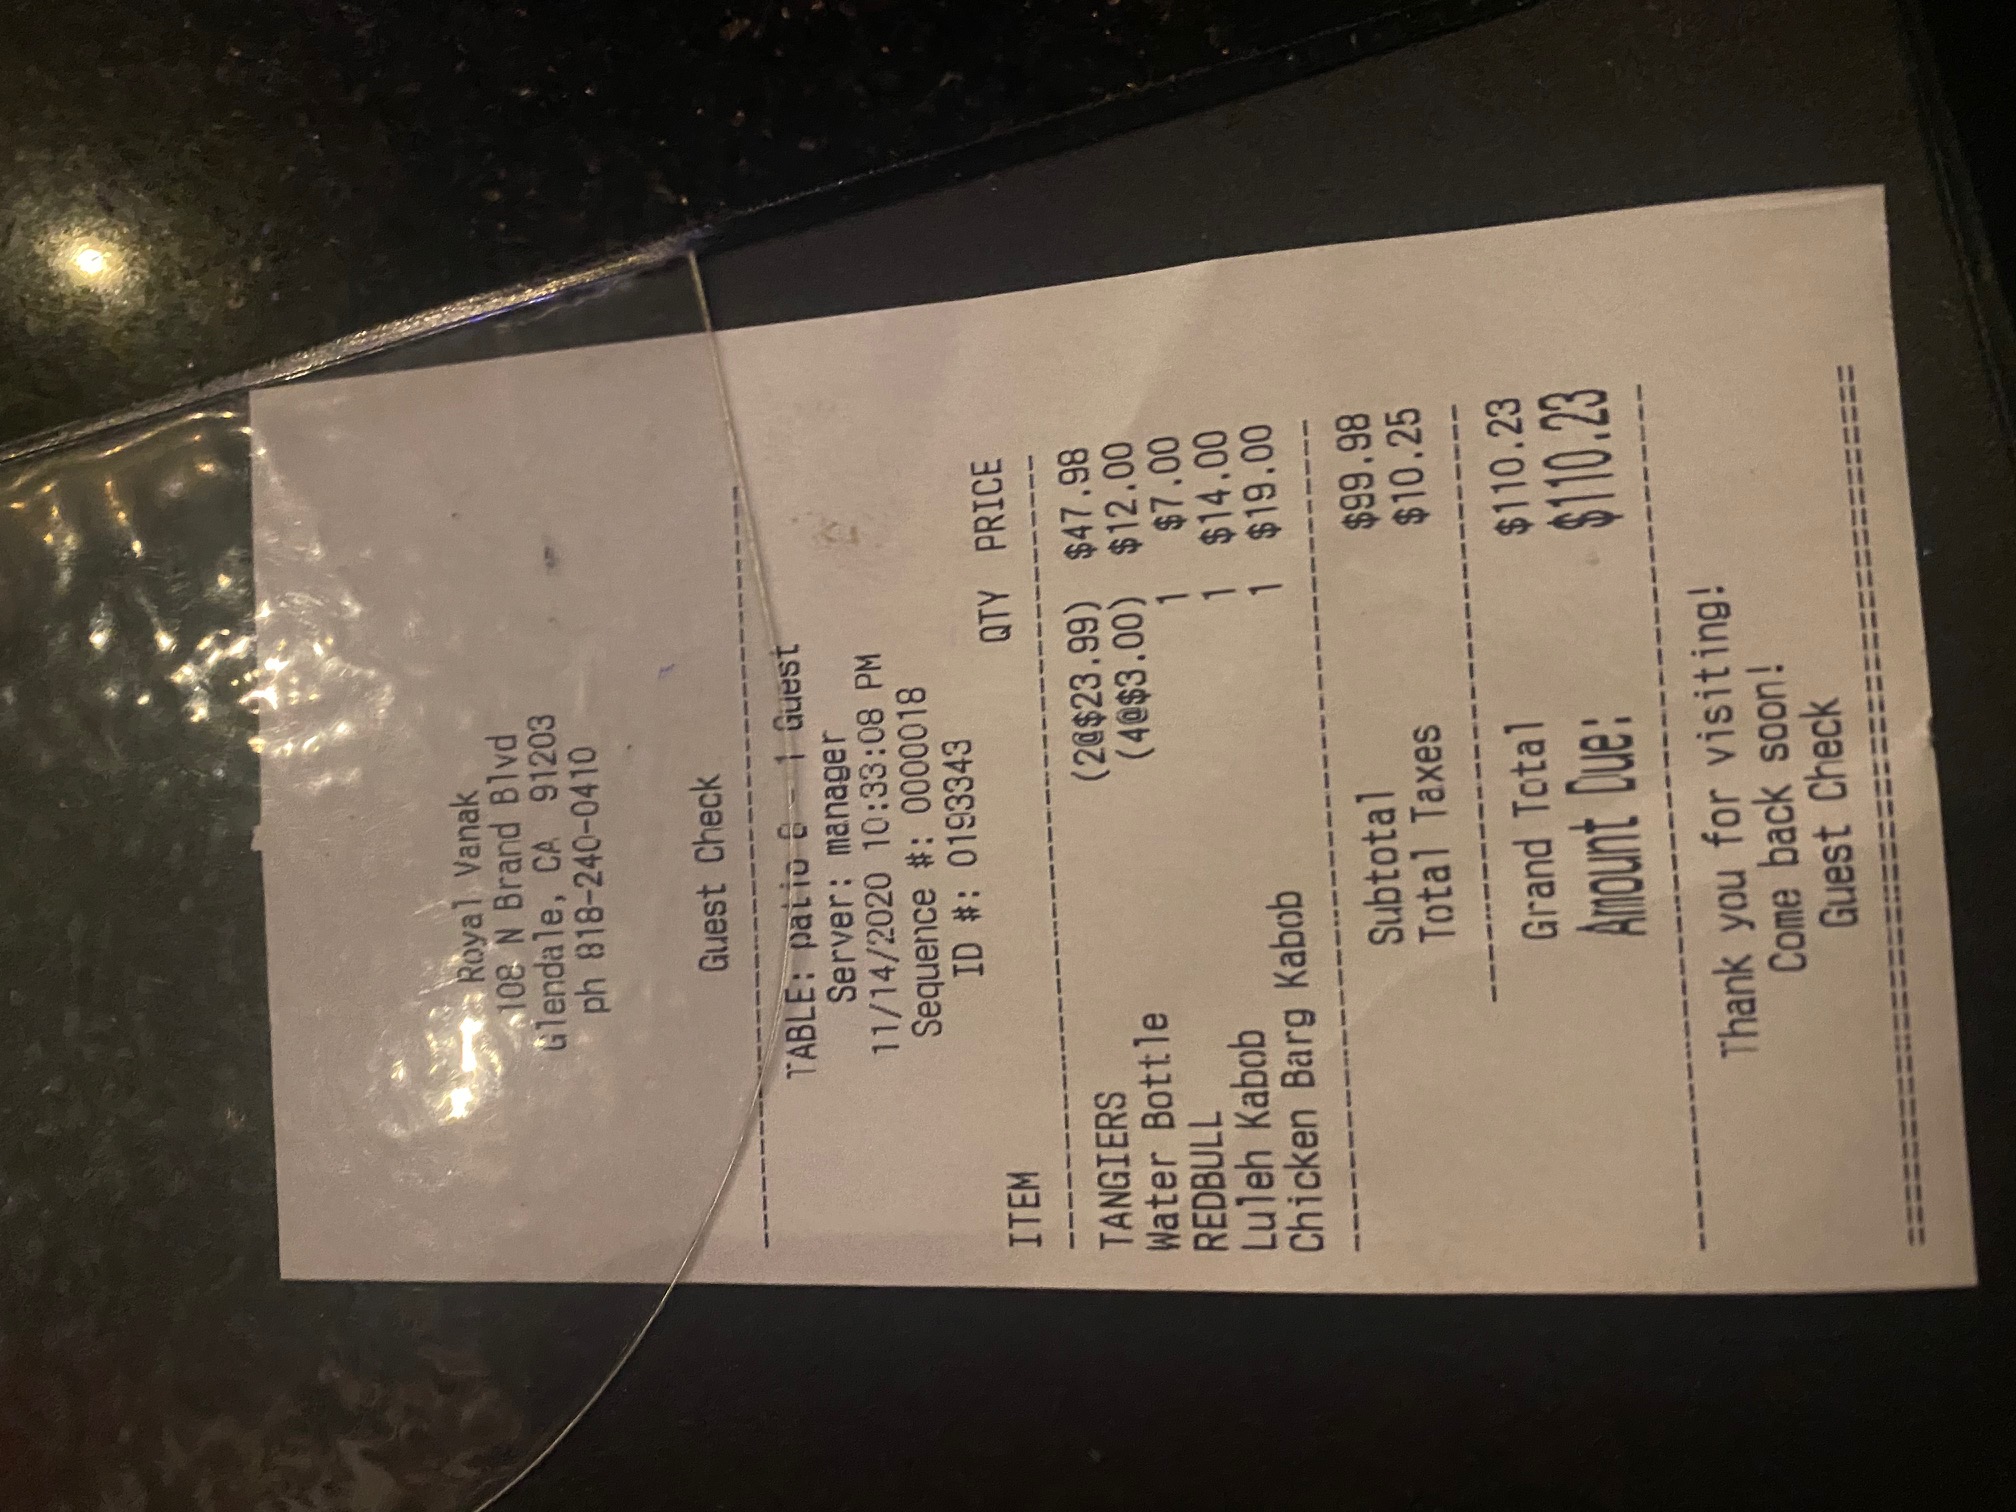 Royal Vanak
108 N Brand Blvd
Glendale, CA 91203
ph 818-240-0410
Guest Check
TABLE: patio - 1 Guest
Server: manager
11/14/2020 10:33:08 PM
Sequence #: 0000018
ID #: 0193343
ITEM QTY PRICE
TANGIERS (2@$23.99) $47.98
Water Bottle (4@$3.00) $12.00
REDBULL 1 $7.00
Luleh Kabob 1 $14.00
Chicken Barg Kabob 1 $19.00
Subtotal $99.98
Total Taxes $10.25
Grand Total $110.23
Amount Due: $110.23
Thank you for visiting!
Come back soon!
Guest Check